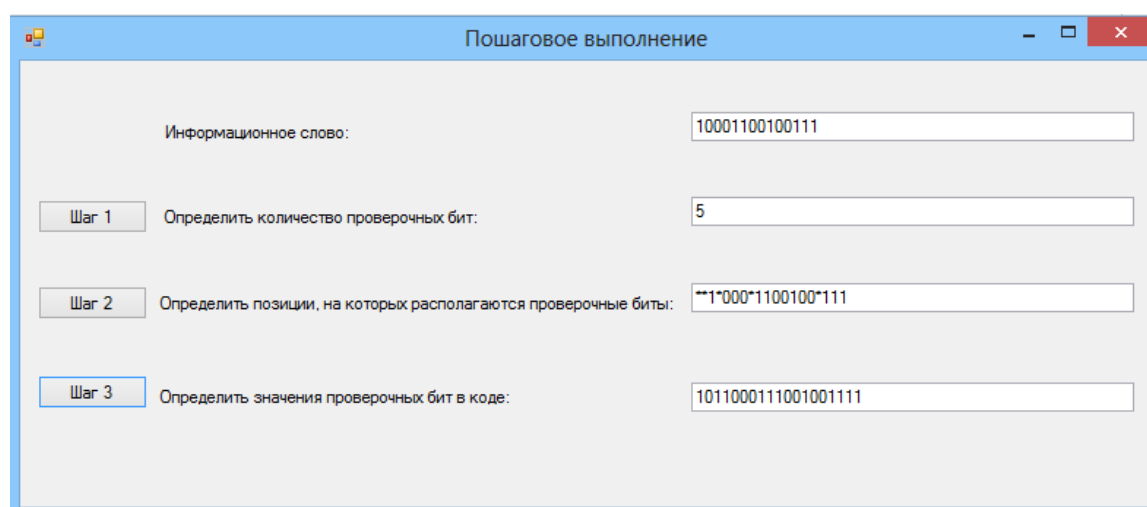 Пошаговое выполнение
Информационное слово: 10001100100111
Шаг 1 Определить количество проверочных бит: 5
Шаг 2 Определить позиции, на которых располагаются проверочные биты: **1*000*1100100*111
Шаг 3 Определить значения проверочных бит в коде: 1011000111001001111